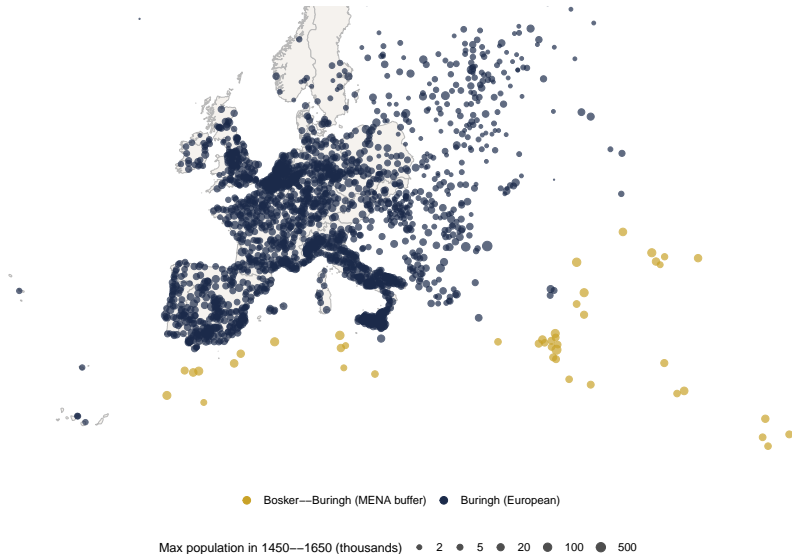 Bosker−−Buringh (MENA buffer) Buringh (European)
Max population in 1450−−1650 (thousands) 2 5 20 100 500